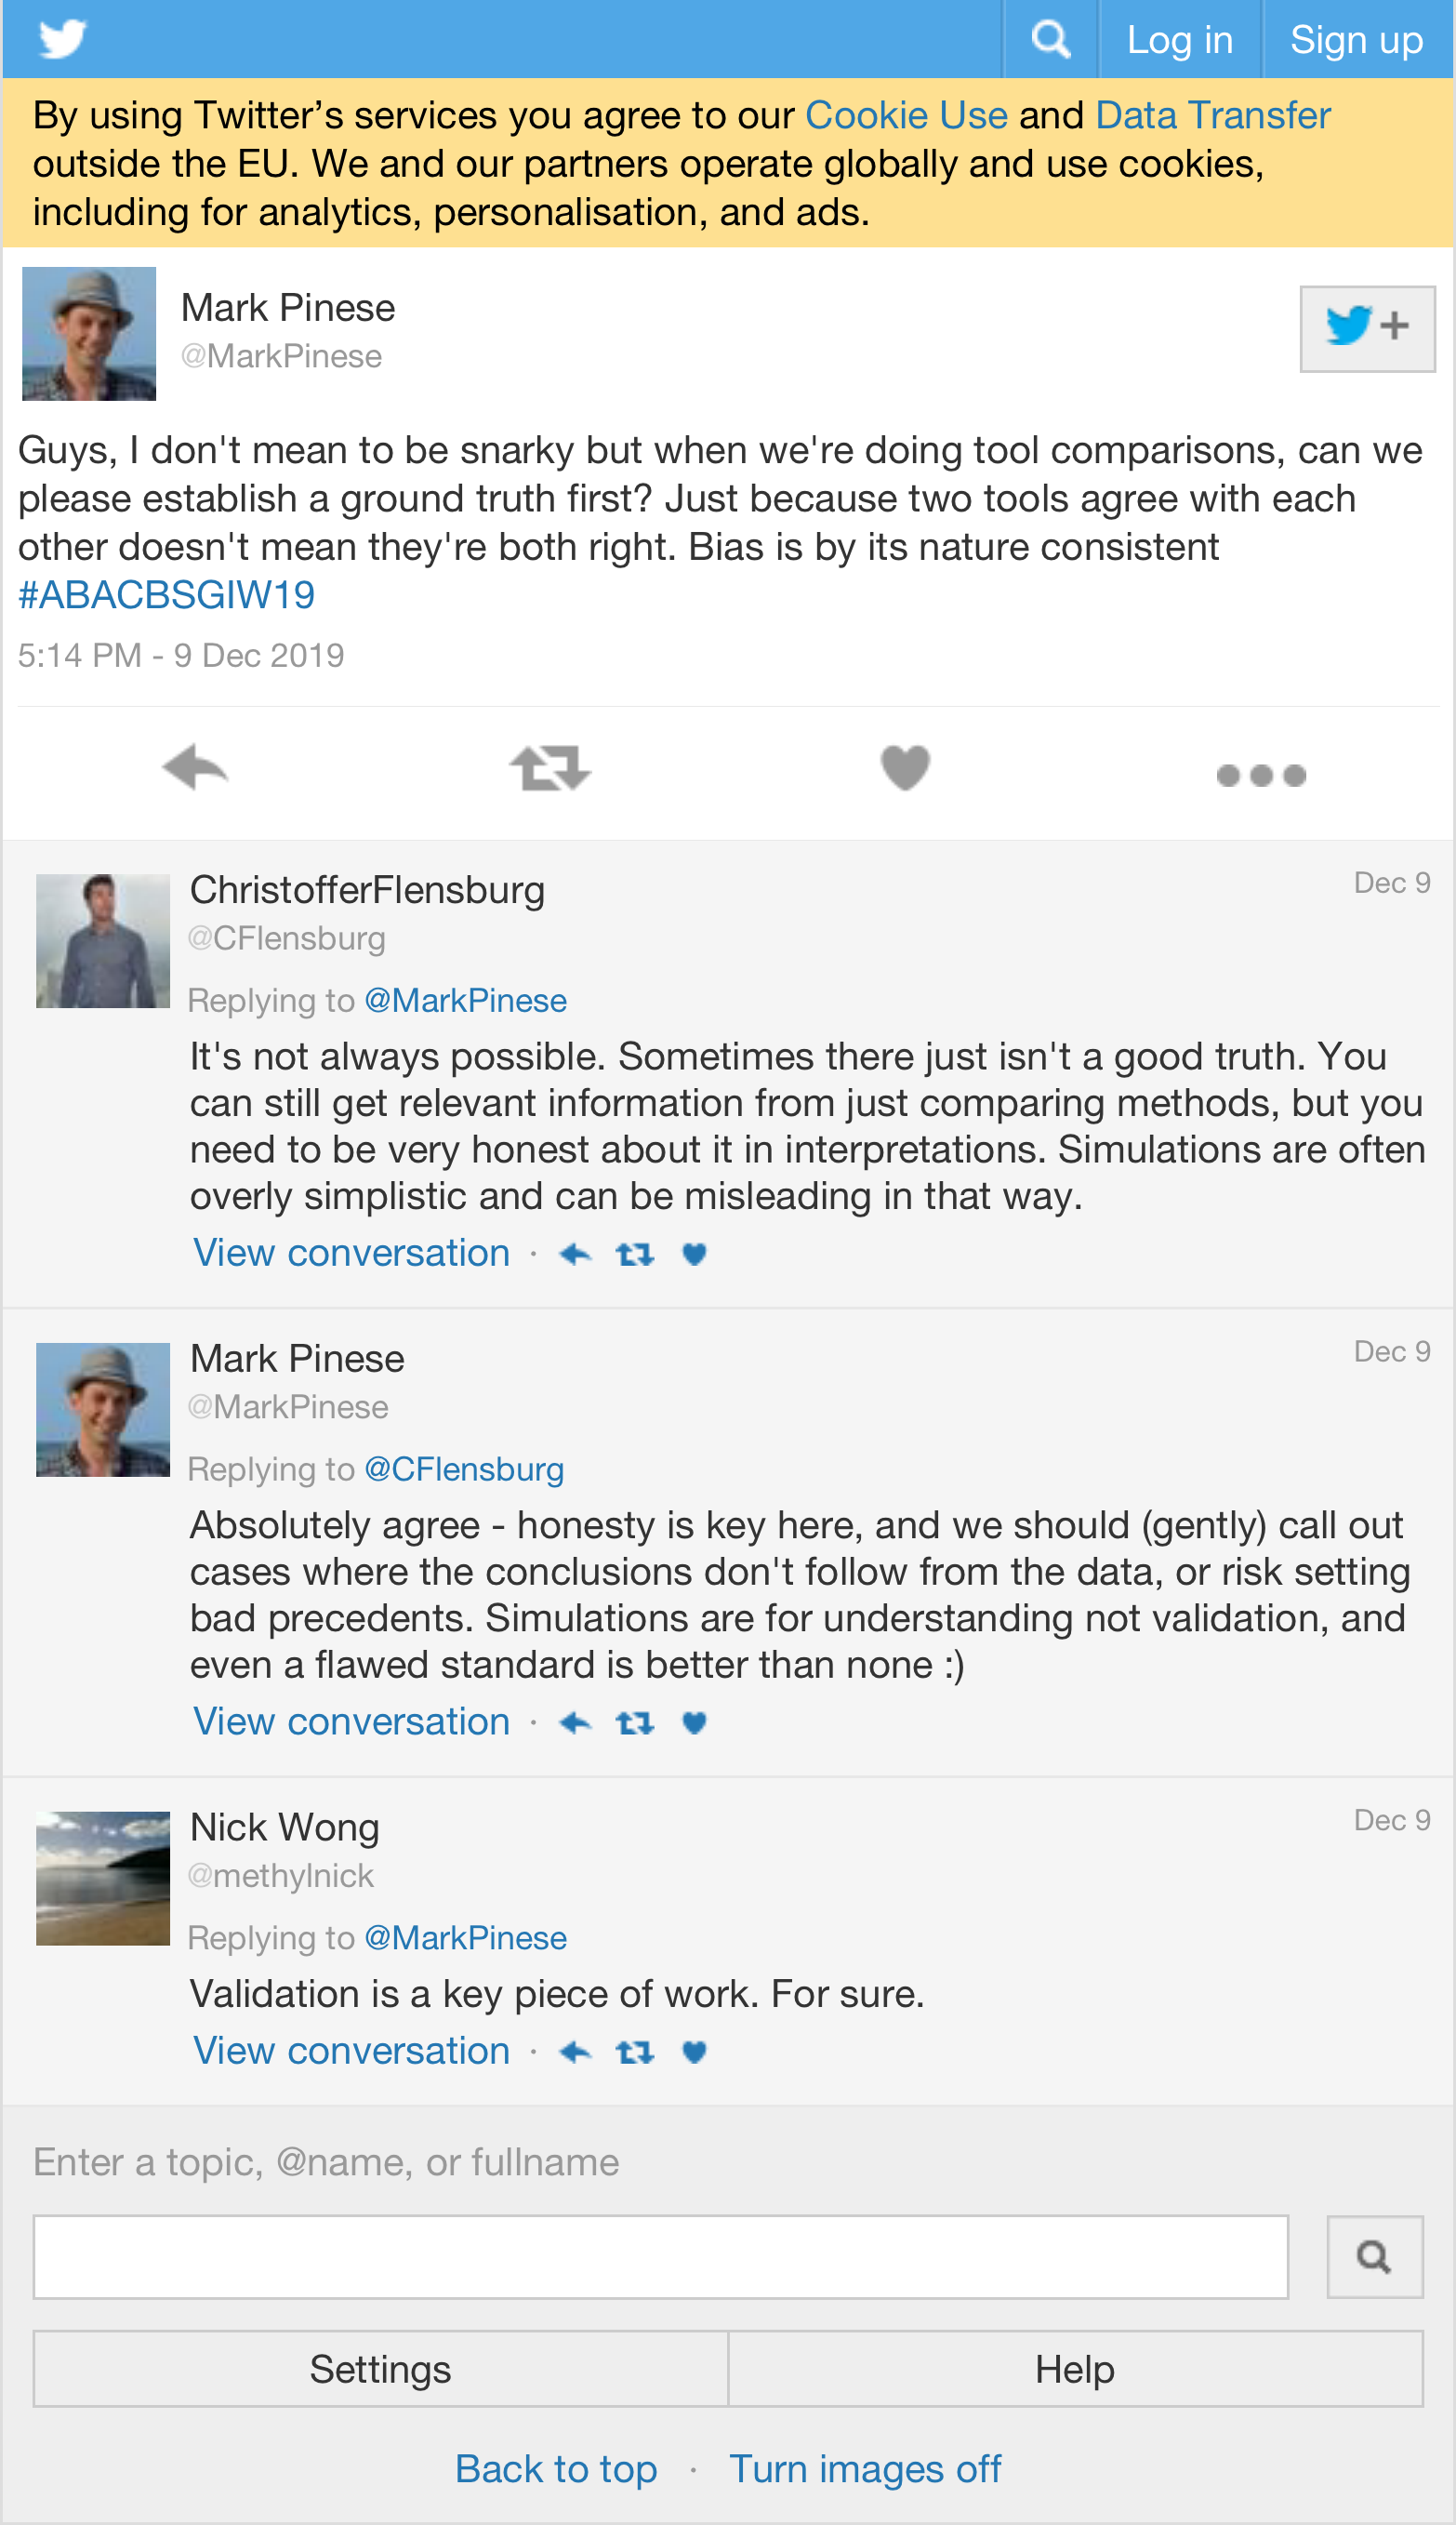 Log in
Sign up
By using Twitter’s services you agree to our Cookie Use and Data Transfer
outside the EU. We and our partners operate globally and use cookies,
including for analytics, personalisation, and ads.
Mark Pinese
@MarkPinese
Guys, I don't mean to be snarky but when we're doing tool comparisons, can we
please establish a ground truth first? Just because two tools agree with each
other doesn't mean they're both right. Bias is by its nature consistent
#ABACBSGIW19
5:14 PM - 9 Dec 2019
ChristofferFlensburg
Dec 9
@CFlensburg
Replying to @MarkPinese
It's not always possible. Sometimes there just isn't a good truth. You
can still get relevant information from just comparing methods, but you
need to be very honest about it in interpretations. Simulations are often
overly simplistic and can be misleading in that way.
View conversation ·
Mark Pinese
Dec 9
@MarkPinese
Replying to @CFlensburg
Absolutely agree - honesty is key here, and we should (gently) call out
cases where the conclusions don't follow from the data, or risk setting
bad precedents. Simulations are for understanding not validation, and
even a flawed standard is better than none :)
View conversation ·
Nick Wong
Dec 9
@methylnick
Replying to @MarkPinese
Validation is a key piece of work. For sure.
View conversation ·
Enter a topic, @name, or fullname
Settings
Help
Back to top · Turn images off